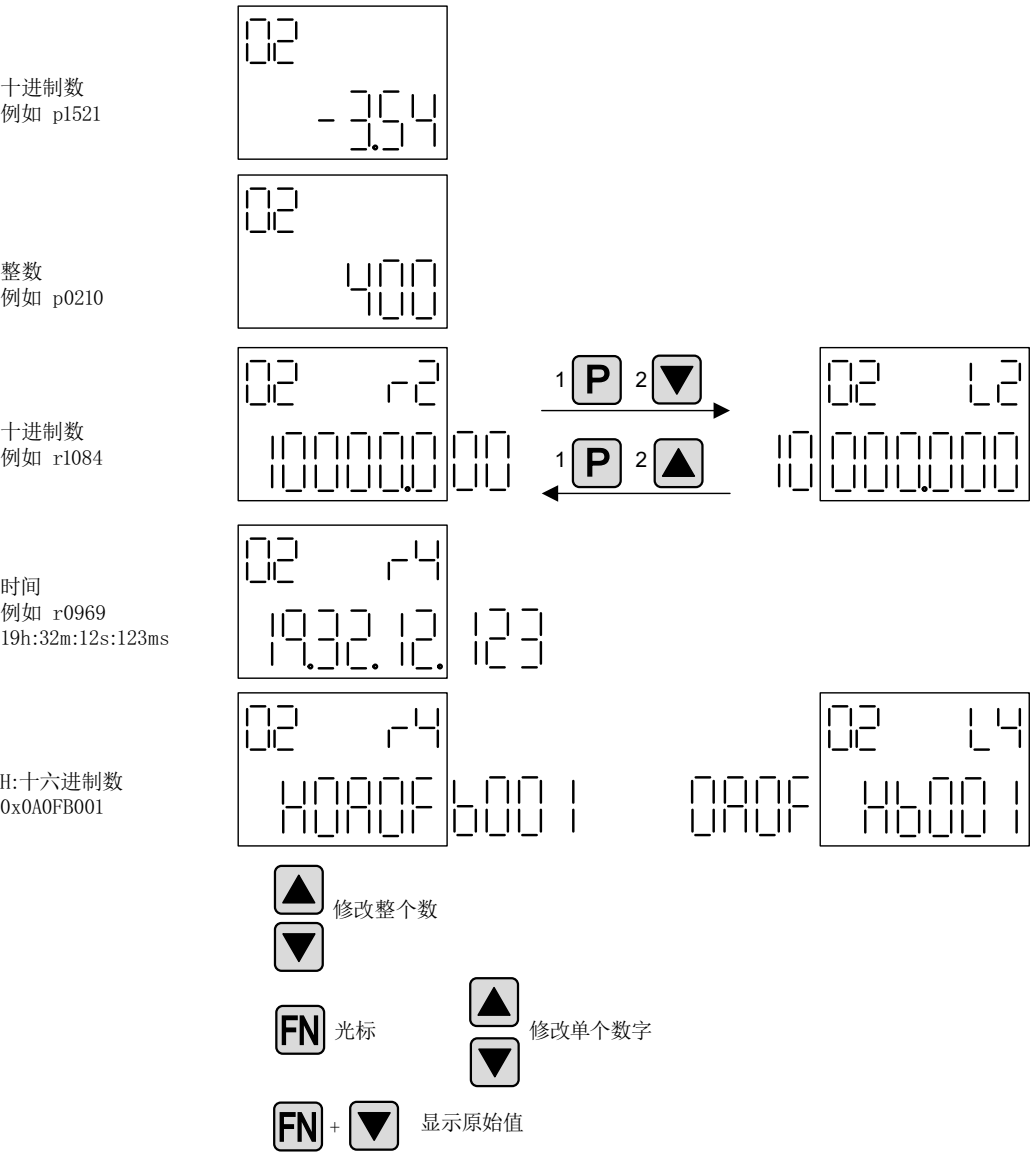 02
十进制数
例如 p1521
-3.54
02
整数
例如 p0210
400
02 r2 1 P 2 02 L2
十进制数
例如 r1084
10000.0 00 1 P 2 10 000.000
02 r4
时间
例如 r0969
19h:32m:12s:123ms
19.32.12. 123
02 r4 02 L4
H:十六进制数
0x0A0FB001
H0A0F b001 0A0F Hb001
修改整个数
FN 光标 修改单个数字
FN + 显示原始值